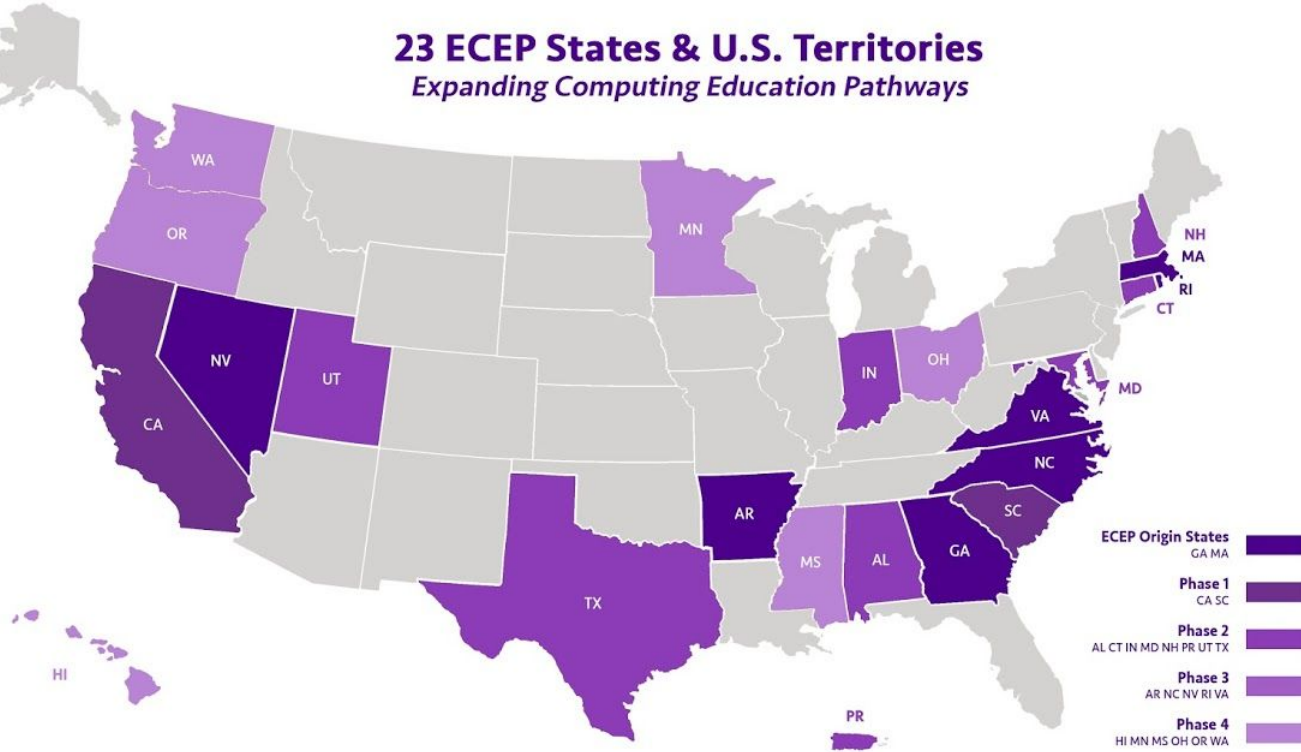 23 ECEP States & U.S. Territories
Expanding Computing Education Pathways
WA
OR
MN
NH
MA
RI
CT
NV
UT
IN
OH
MD
CA
VA
NC
AR
SC
MS
AL
GA
TX
HI
PR
ECEP Origin States
GA MA
Phase 1
CA SC
Phase 2
AL CT IN MD NH PR UT TX
Phase 3
AR NC NV RI VA
Phase 4
HI MN MS OH OR WA